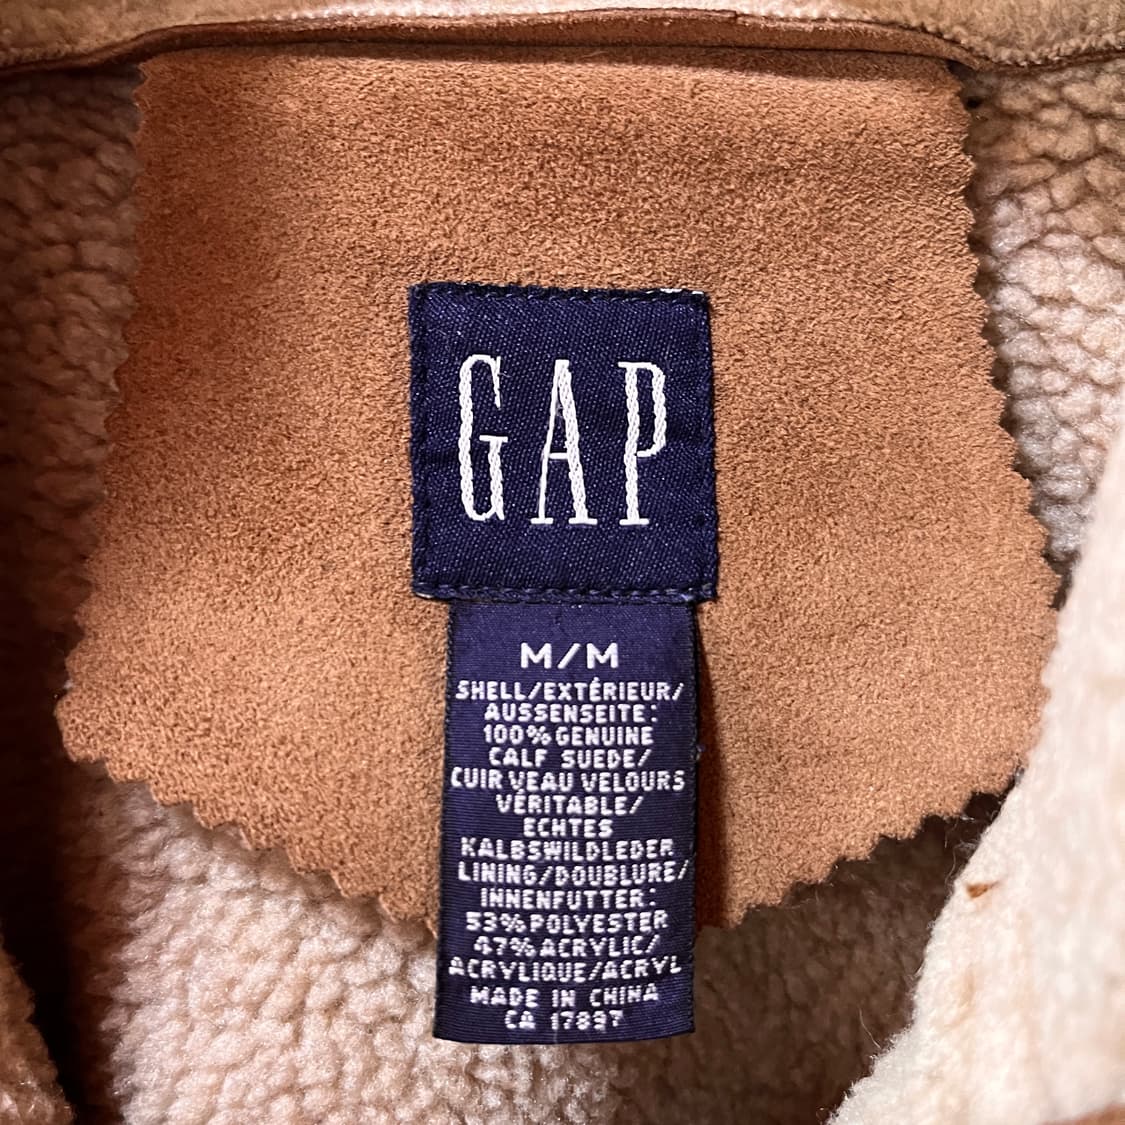 GAP
M/M
SHELL/EXTÉRIEUR/
AUSSENSEITE:
100% GENUINE
CALF SUEDE/
CUIR VEAU VELOURS
VÉRITABLE/
ECHTES
KALBSWILDLEDER
LINING/DOUBLURE/
INNENFUTTER:
53% POLYESTER
47% ACRYLIC/
ACRYLIQUE/ACRYL
MADE IN CHINA
CA 17897